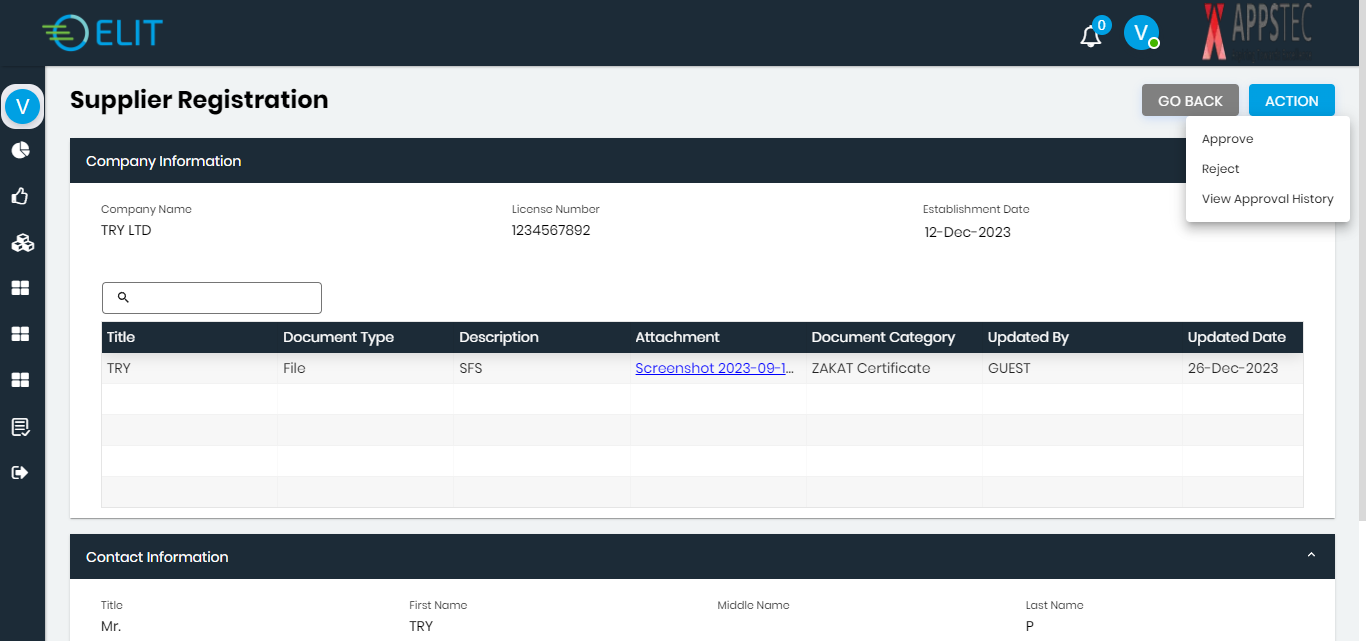 ELIT
0
V
APPSTEC
V
Supplier Registration
GO BACK
ACTION
Approve
Reject
View Approval History
Company Information
Company Name
License Number
Establishment Date
TRY LTD
1234567892
12-Dec-2023
Title Document Type Description Attachment Document Category Updated By Updated Date
TRY File SFS Screenshot 2023-09-1... ZAKAT Certificate GUEST 26-Dec-2023
Contact Information
Title First Name Middle Name Last Name
Mr. TRY P